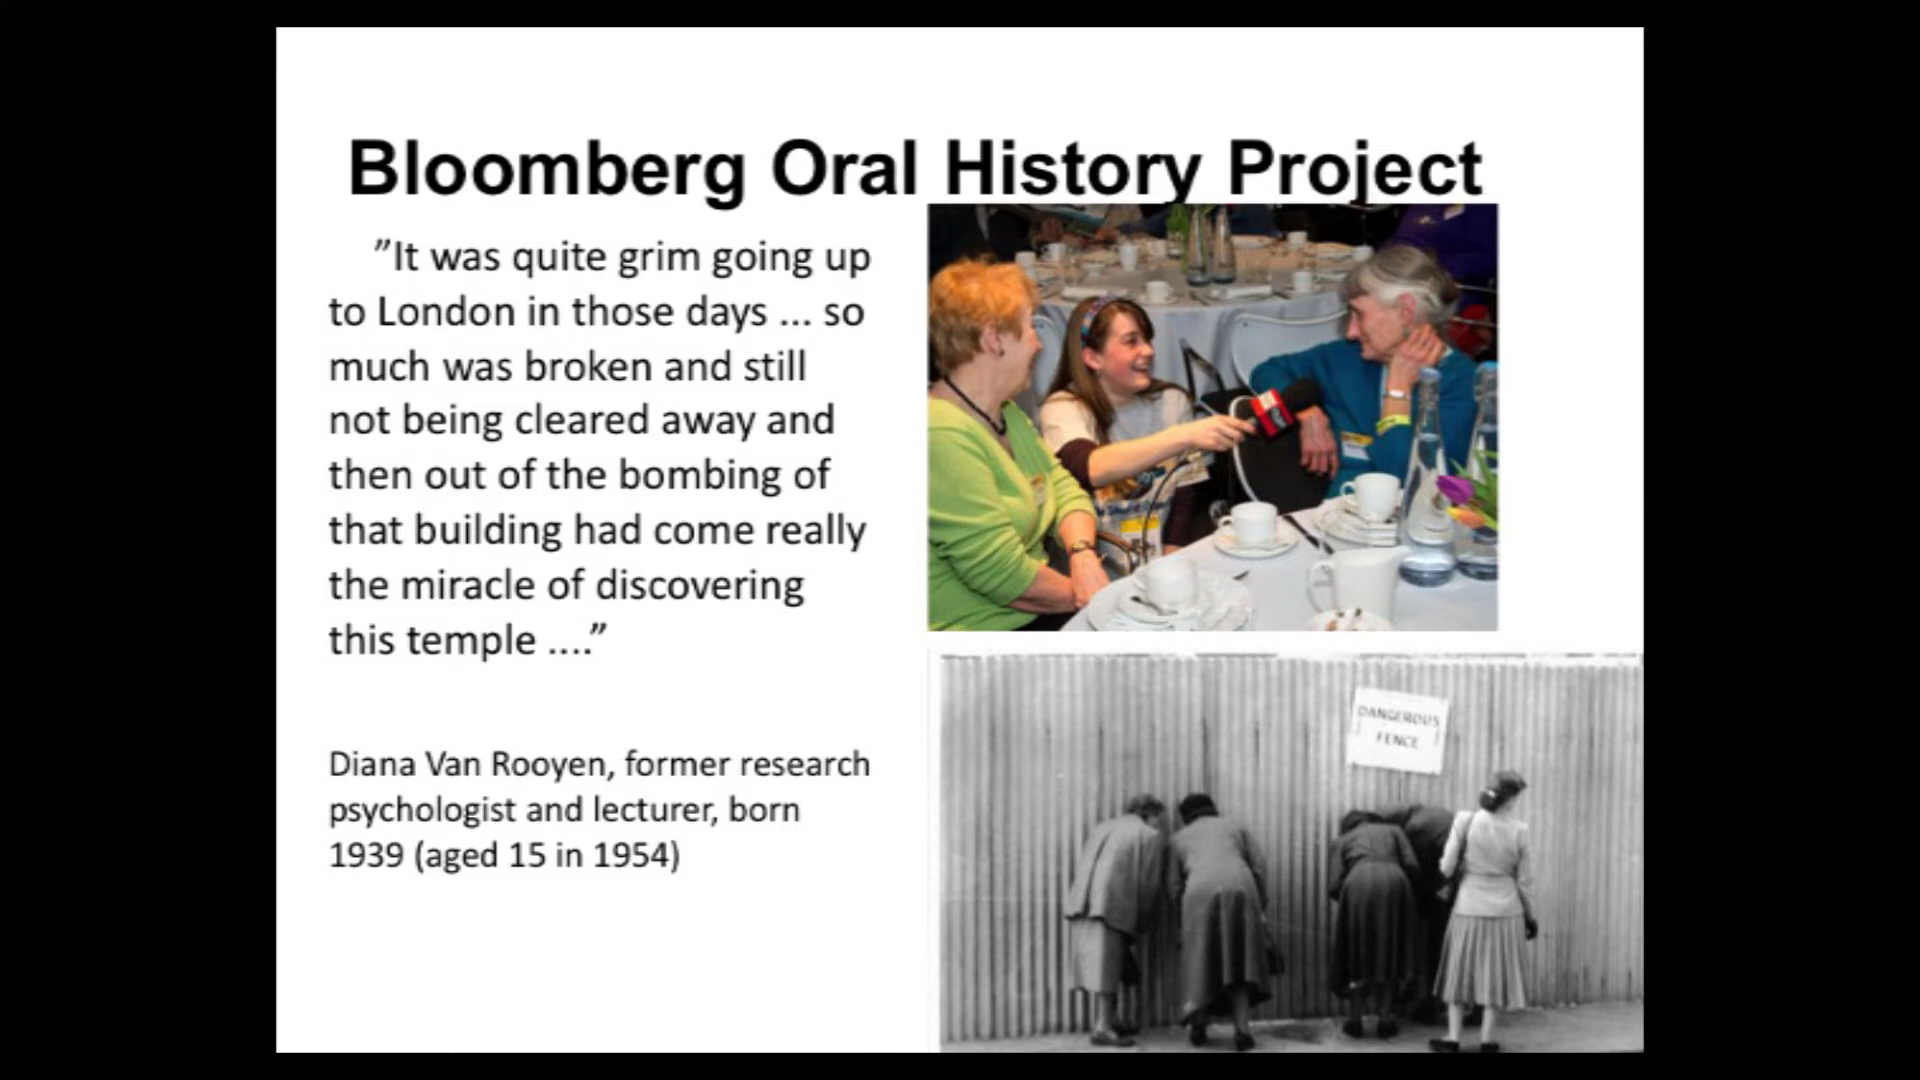 Bloomberg Oral History Project
”It was quite grim going up
to London in those days ... so
much was broken and still
not being cleared away and
then out of the bombing of
that building had come really
the miracle of discovering
this temple ....”
Diana Van Rooyen, former research
psychologist and lecturer, born
1939 (aged 15 in 1954)
DANGEROUS
FENCE